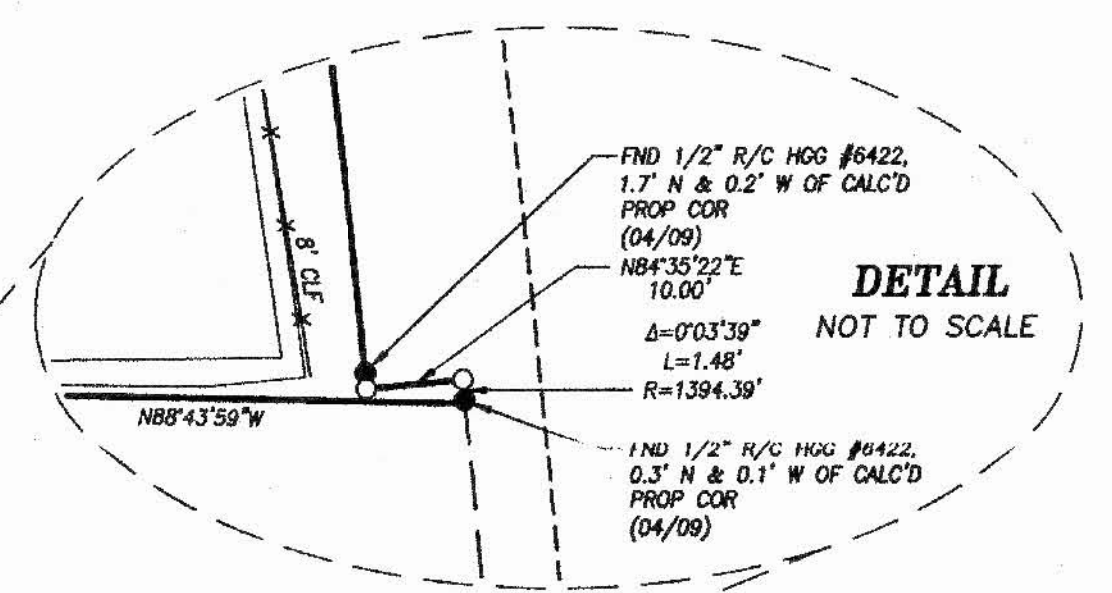 FND 1/2" R/C HGG #6422,
1.7' N & 0.2' W OF CALC'D
PROP COR
(04/09)
N84°35'22"E
10.00'
Δ=0°03'39"
L=1.48'
R=1394.39'
DETAIL
NOT TO SCALE
8' CLF
N88°43'59"W
FND 1/2" R/C HGG #6422,
0.3' N & 0.1' W OF CALC'D
PROP COR
(04/09)